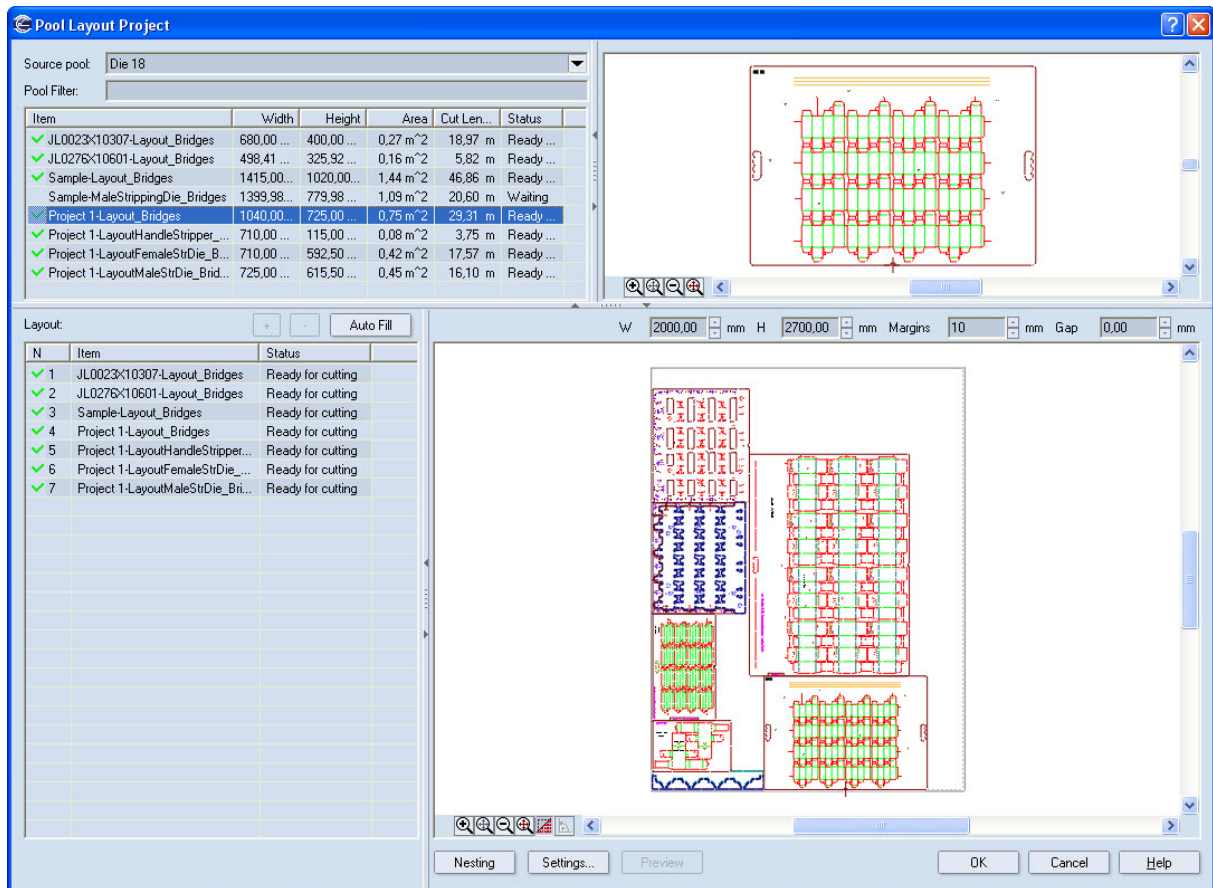 Pool Layout Project
Source pool: Die 18
Pool Filter:
Item Width Height Area Cut Len... Status
JL0023X10307-Layout_Bridges 680,00 ... 400,00 ... 0,27 m^2 18,97 m Ready ...
JL0276X10601-Layout_Bridges 498,41 ... 325,92 ... 0,16 m^2 5,82 m Ready ...
Sample-Layout_Bridges 1415,00... 1020,00... 1,44 m^2 46,86 m Ready ...
Sample-MaleStrippingDie_Bridges 1399,98... 779,98 ... 1,09 m^2 20,60 m Waiting
Project 1-Layout_Bridges 1040,00... 725,00 ... 0,75 m^2 29,31 m Ready ...
Project 1-LayoutHandleStripper_... 710,00 ... 115,00 ... 0,08 m^2 3,75 m Ready ...
Project 1-LayoutFemaleStrDie_B... 710,00 ... 592,50 ... 0,42 m^2 17,57 m Ready ...
Project 1-LayoutMaleStrDie_Brid... 725,00 ... 615,50 ... 0,45 m^2 16,10 m Ready ...
Layout: + - Auto Fill
W 2000,00 mm H 2700,00 mm Margins 10 mm Gap 0,00 mm
N Item Status
1 JL0023X10307-Layout_Bridges Ready for cutting
2 JL0276X10601-Layout_Bridges Ready for cutting
3 Sample-Layout_Bridges Ready for cutting
4 Project 1-Layout_Bridges Ready for cutting
5 Project 1-LayoutHandleStripper... Ready for cutting
6 Project 1-LayoutFemaleStrDie_... Ready for cutting
7 Project 1-LayoutMaleStrDie_Bri... Ready for cutting
Nesting Settings... Preview OK Cancel Help